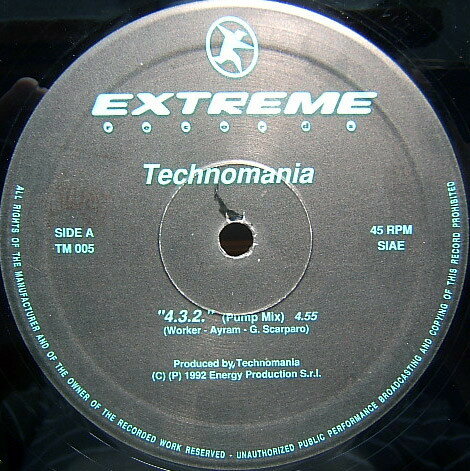 EXTREME
records
Technomania
SIDE A
TM 005
45 RPM
SIAE
"4.3.2." (Pump Mix) 4.55
(Worker - Ayram - G. Scarparo)
Produced by Technomania
(C) (P) 1992 Energy Production S.r.l.
ALL RIGHTS OF THE MANUFACTURER AND OF THE OWNER OF THE RECORDED WORK RESERVED - UNAUTHORIZED PUBLIC PERFORMANCE BROADCASTING AND COPYING OF THIS RECORD PROHIBITED